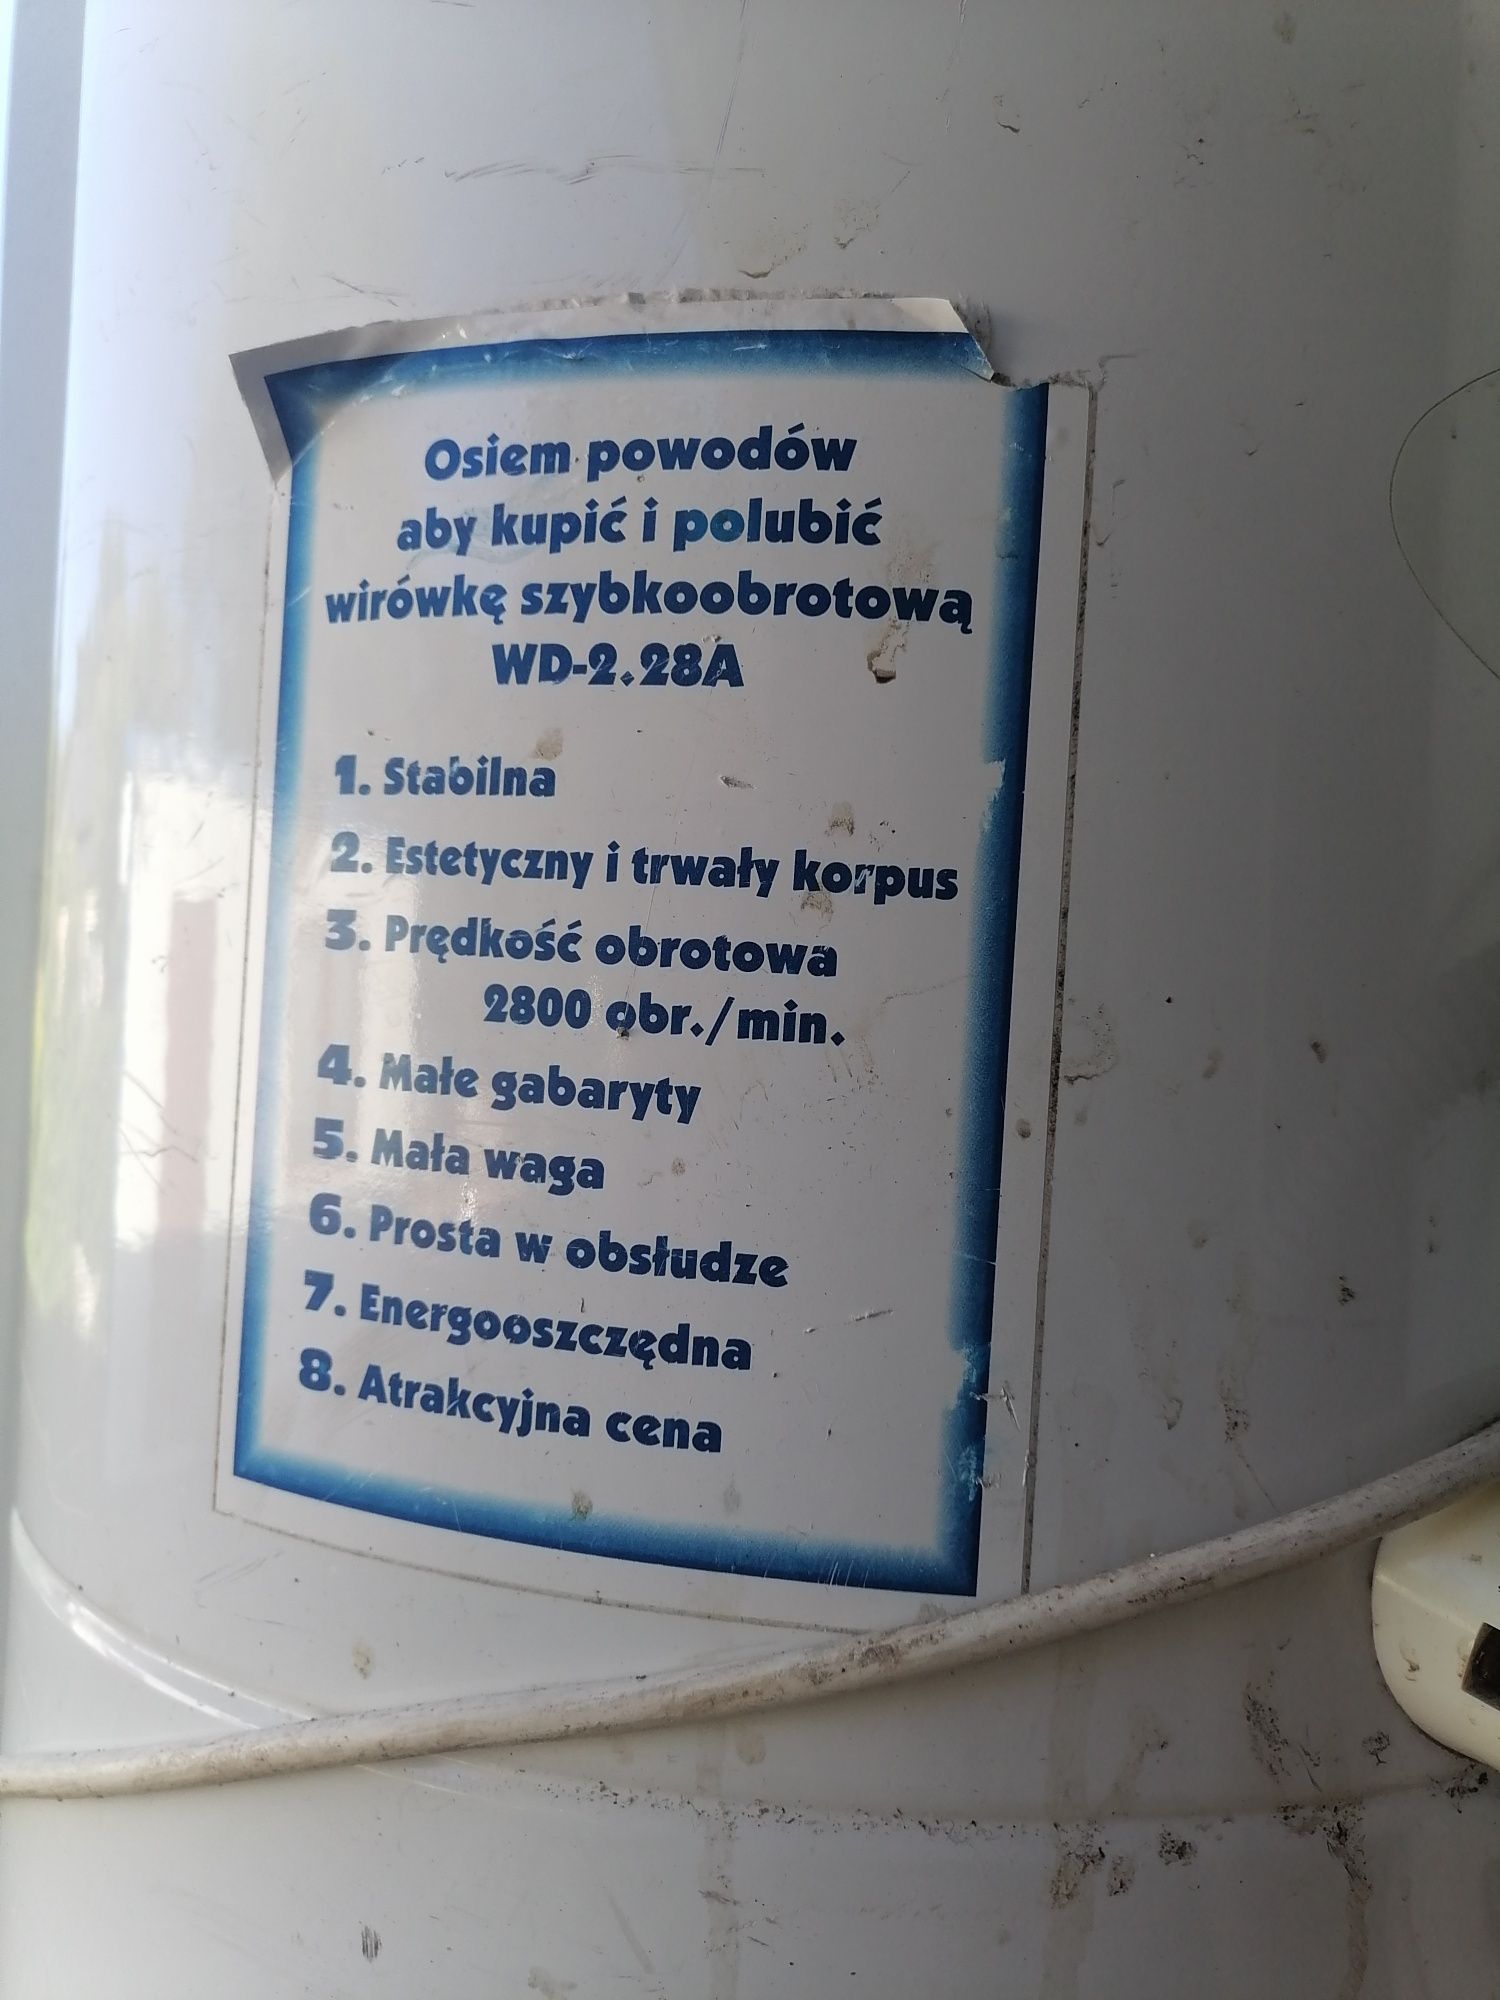 Osiem powodów
aby kupić i polubić
wirówkę szybkoobrotową
WD-2.28A
1. Stabilna
2. Estetyczny i trwały korpus
3. Prędkość obrotowa
2800 obr./min.
4. Małe gabaryty
5. Mała waga
6. Prosta w obsłudze
7. Energooszczędna
8. Atrakcyjna cena